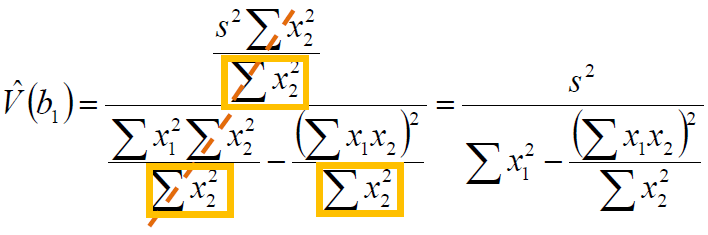 V̂(b₁) = (s² ∑ x₂² / ∑ x₂²) / (∑ x₁² ∑ x₂² / ∑ x₂² − (∑ x₁x₂)² / ∑ x₂²) = s² / (∑ x₁² − (∑ x₁x₂)² / ∑ x₂²)